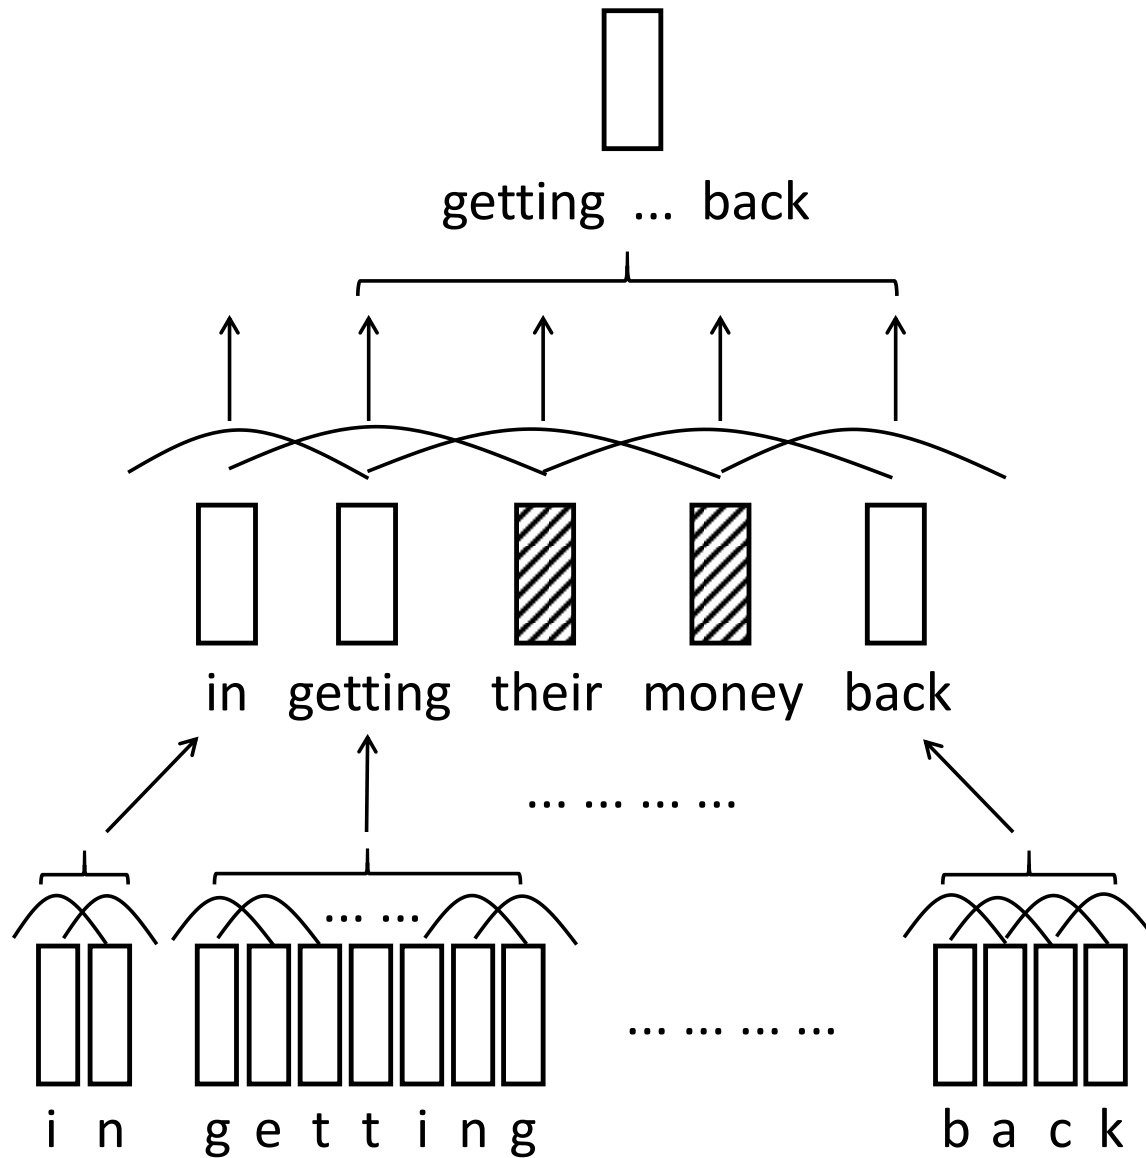 getting ... back
in getting their money back
... ... ... ...
... ...
... ... ... ...
i n g e t t i n g b a c k